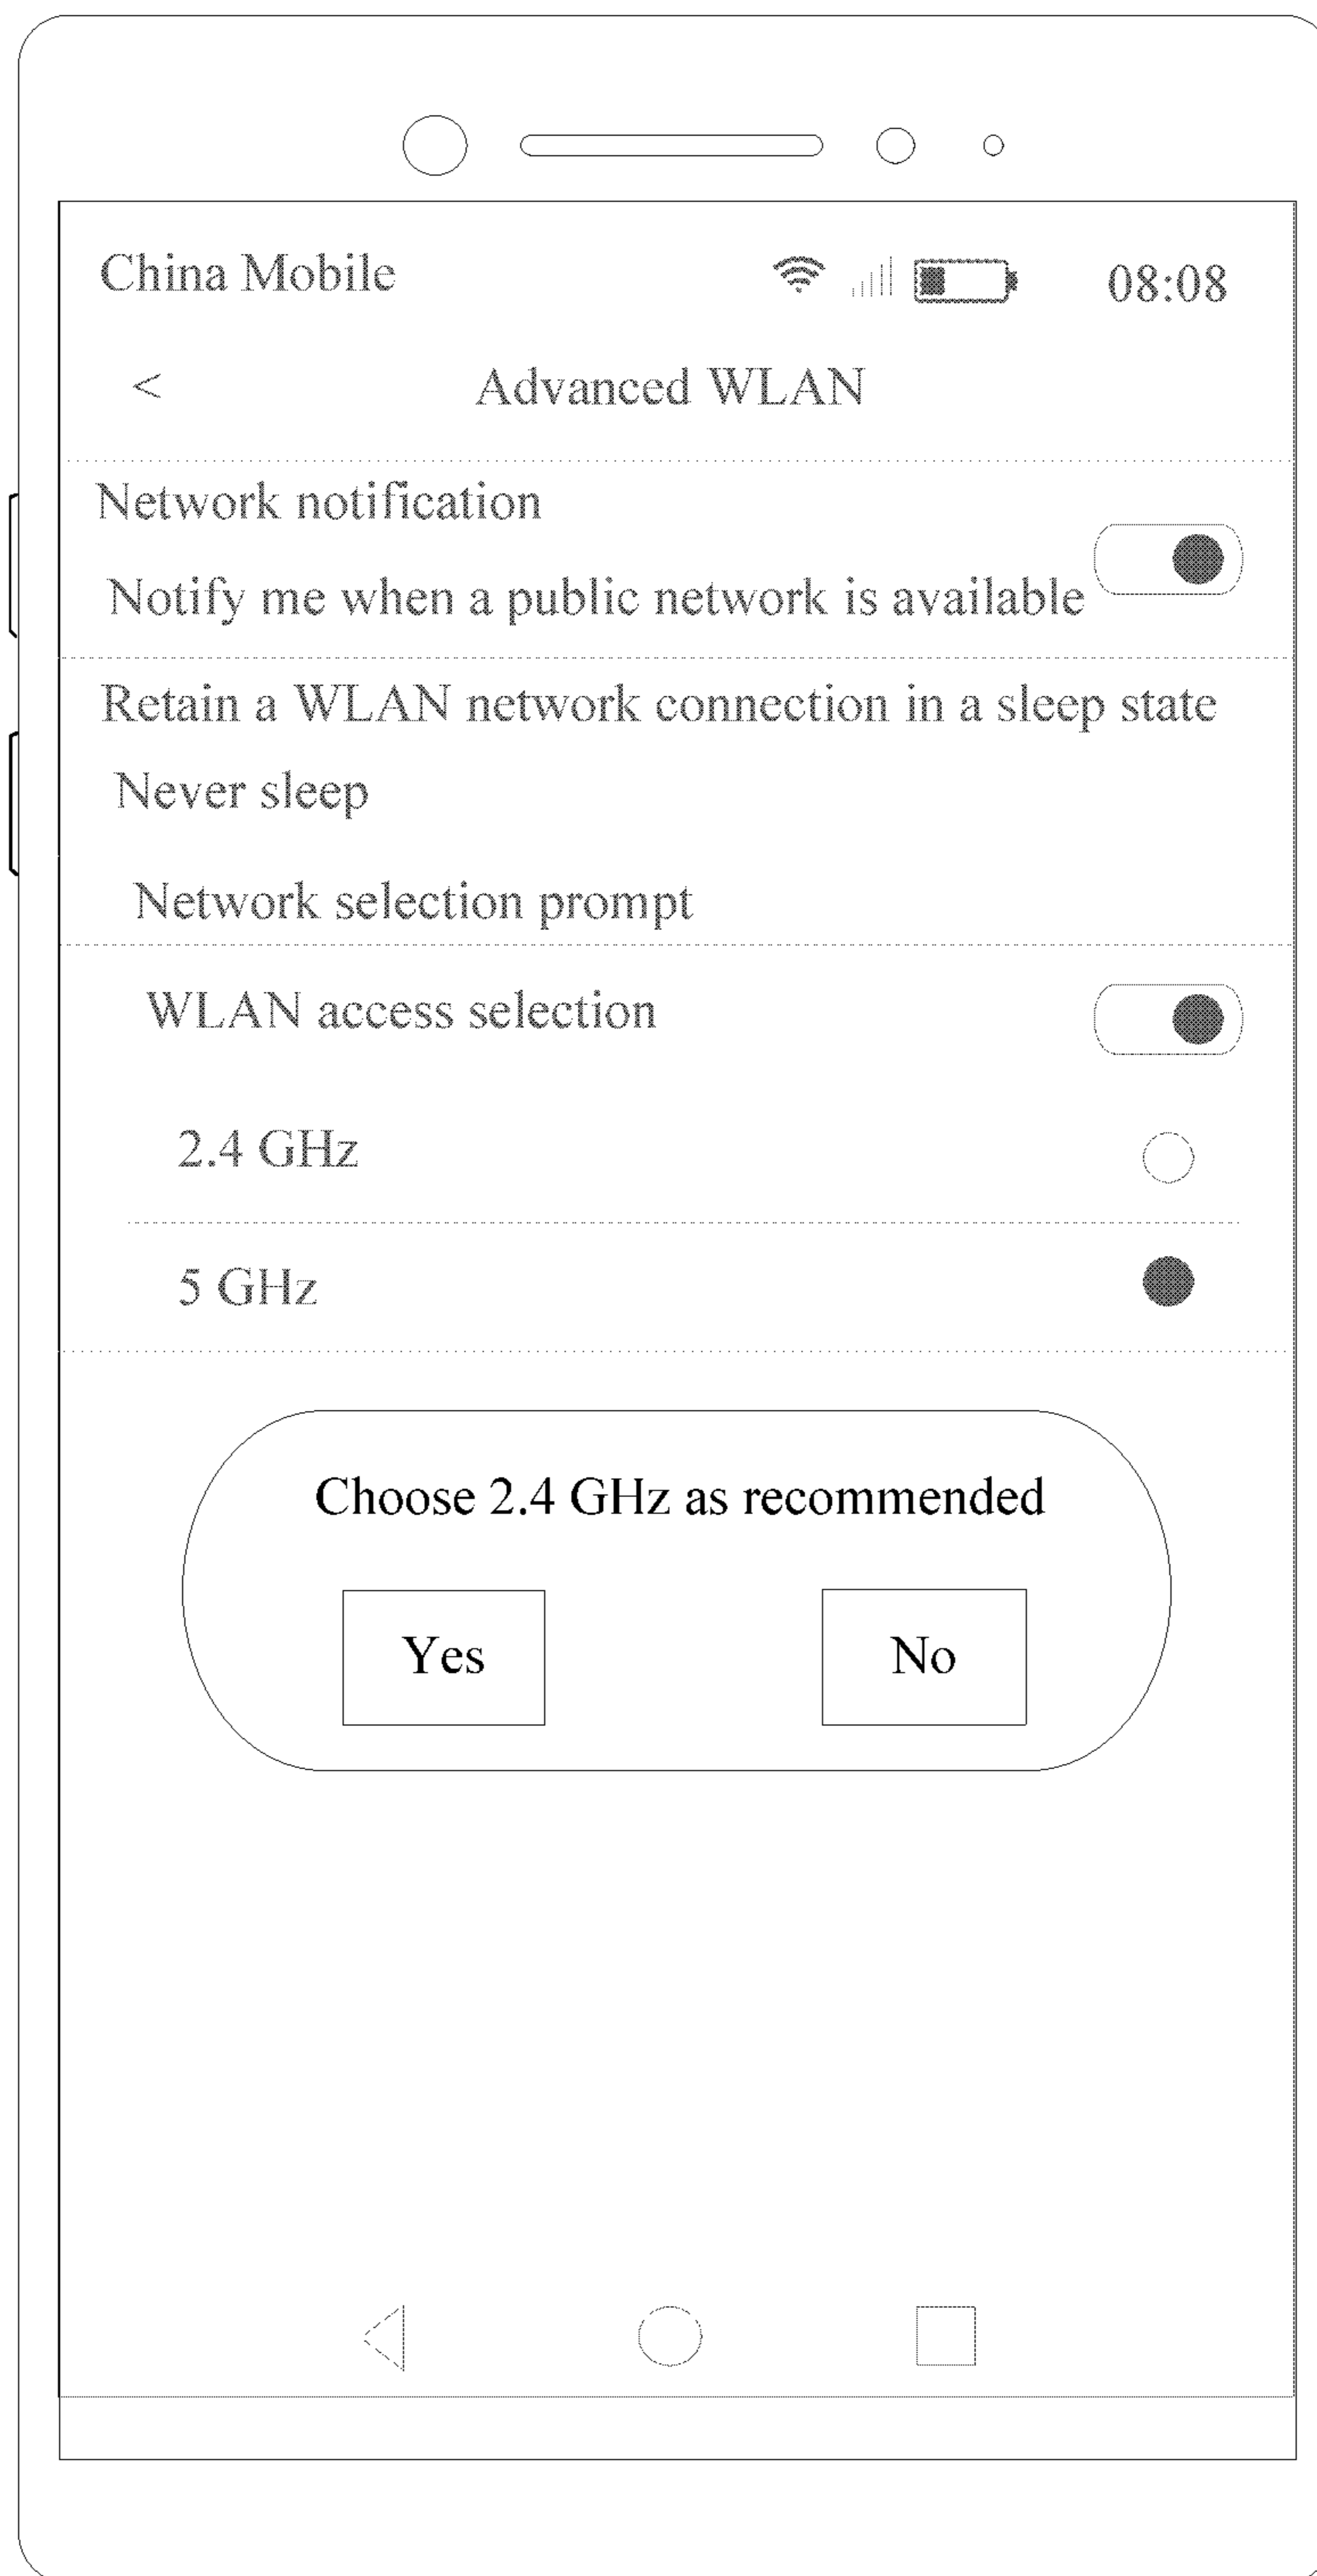 China Mobile 08:08
< Advanced WLAN
Network notification
Notify me when a public network is available
Retain a WLAN network connection in a sleep state
Never sleep
Network selection prompt
WLAN access selection
2.4 GHz
5 GHz
Choose 2.4 GHz as recommended
Yes No